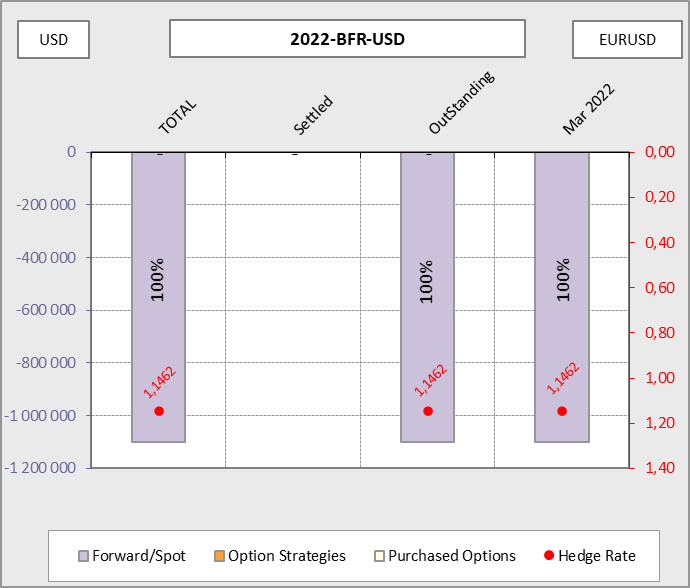 USD
2022-BFR-USD
EURUSD
TOTAL
Settled
OutStanding
Mar 2022
0
-200 000
-400 000
-600 000
-800 000
-1 000 000
-1 200 000
0,00
0,20
0,40
0,60
0,80
1,00
1,20
1,40
100%
100%
100%
1,1462
1,1462
1,1462
-
-
-
Forward/Spot
Option Strategies
Purchased Options
Hedge Rate